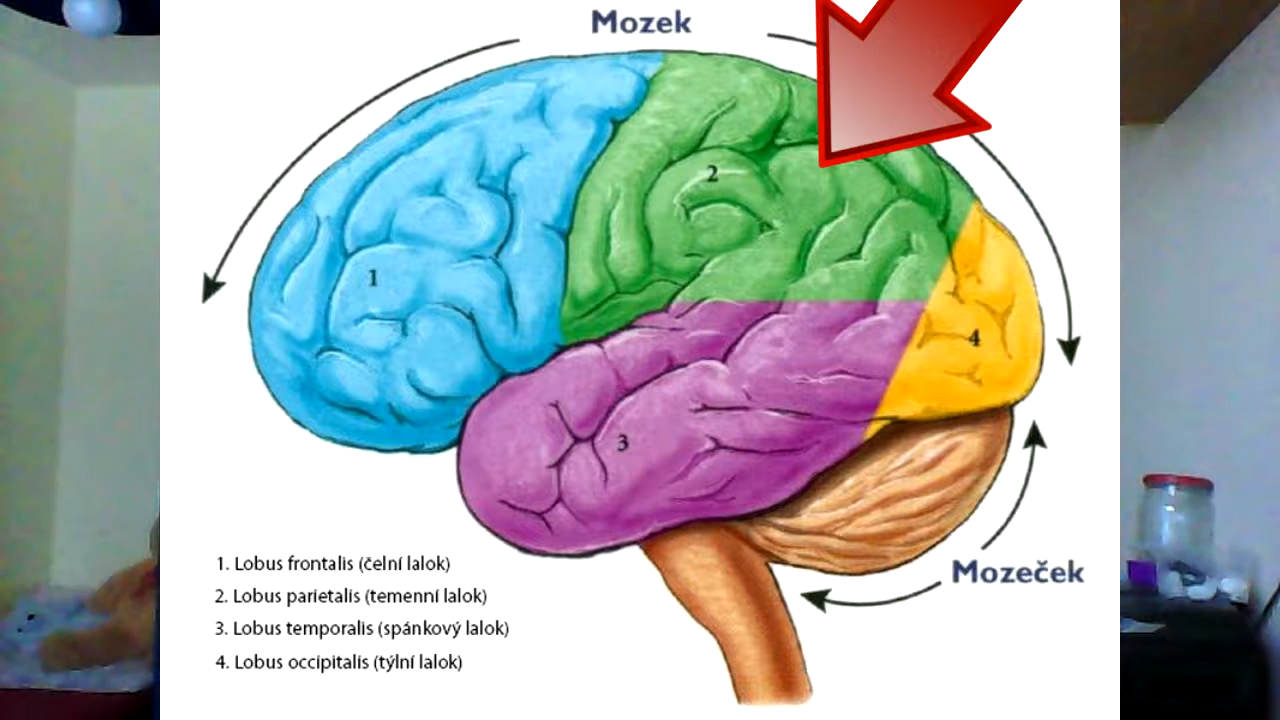 Mozek
1
2
3
4
Mozeček
1. Lobus frontalis (čelní lalok)
2. Lobus parietalis (temenní lalok)
3. Lobus temporalis (spánkový lalok)
4. Lobus occipitalis (týlní lalok)